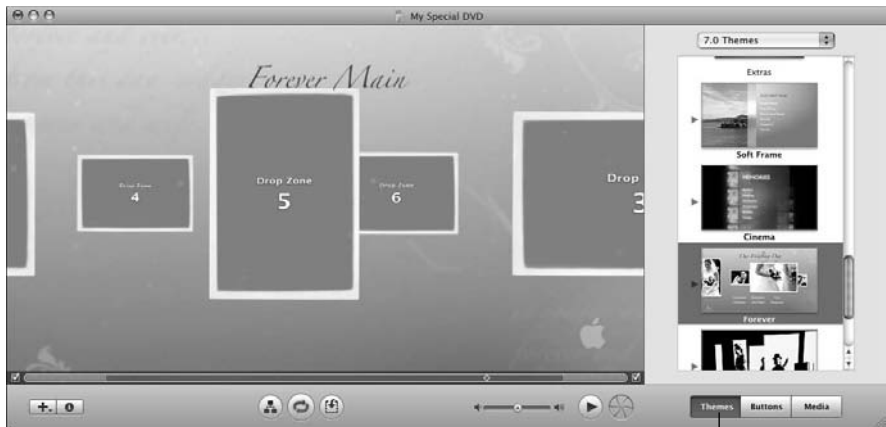 My Special DVD
Forever Main
Drop Zone
4
Drop Zone
5
Drop Zone
6
Drop
3
7.0 Themes
Extras
Soft Frame
MEMORIES
Cinema
Forever
Themes
Buttons
Media